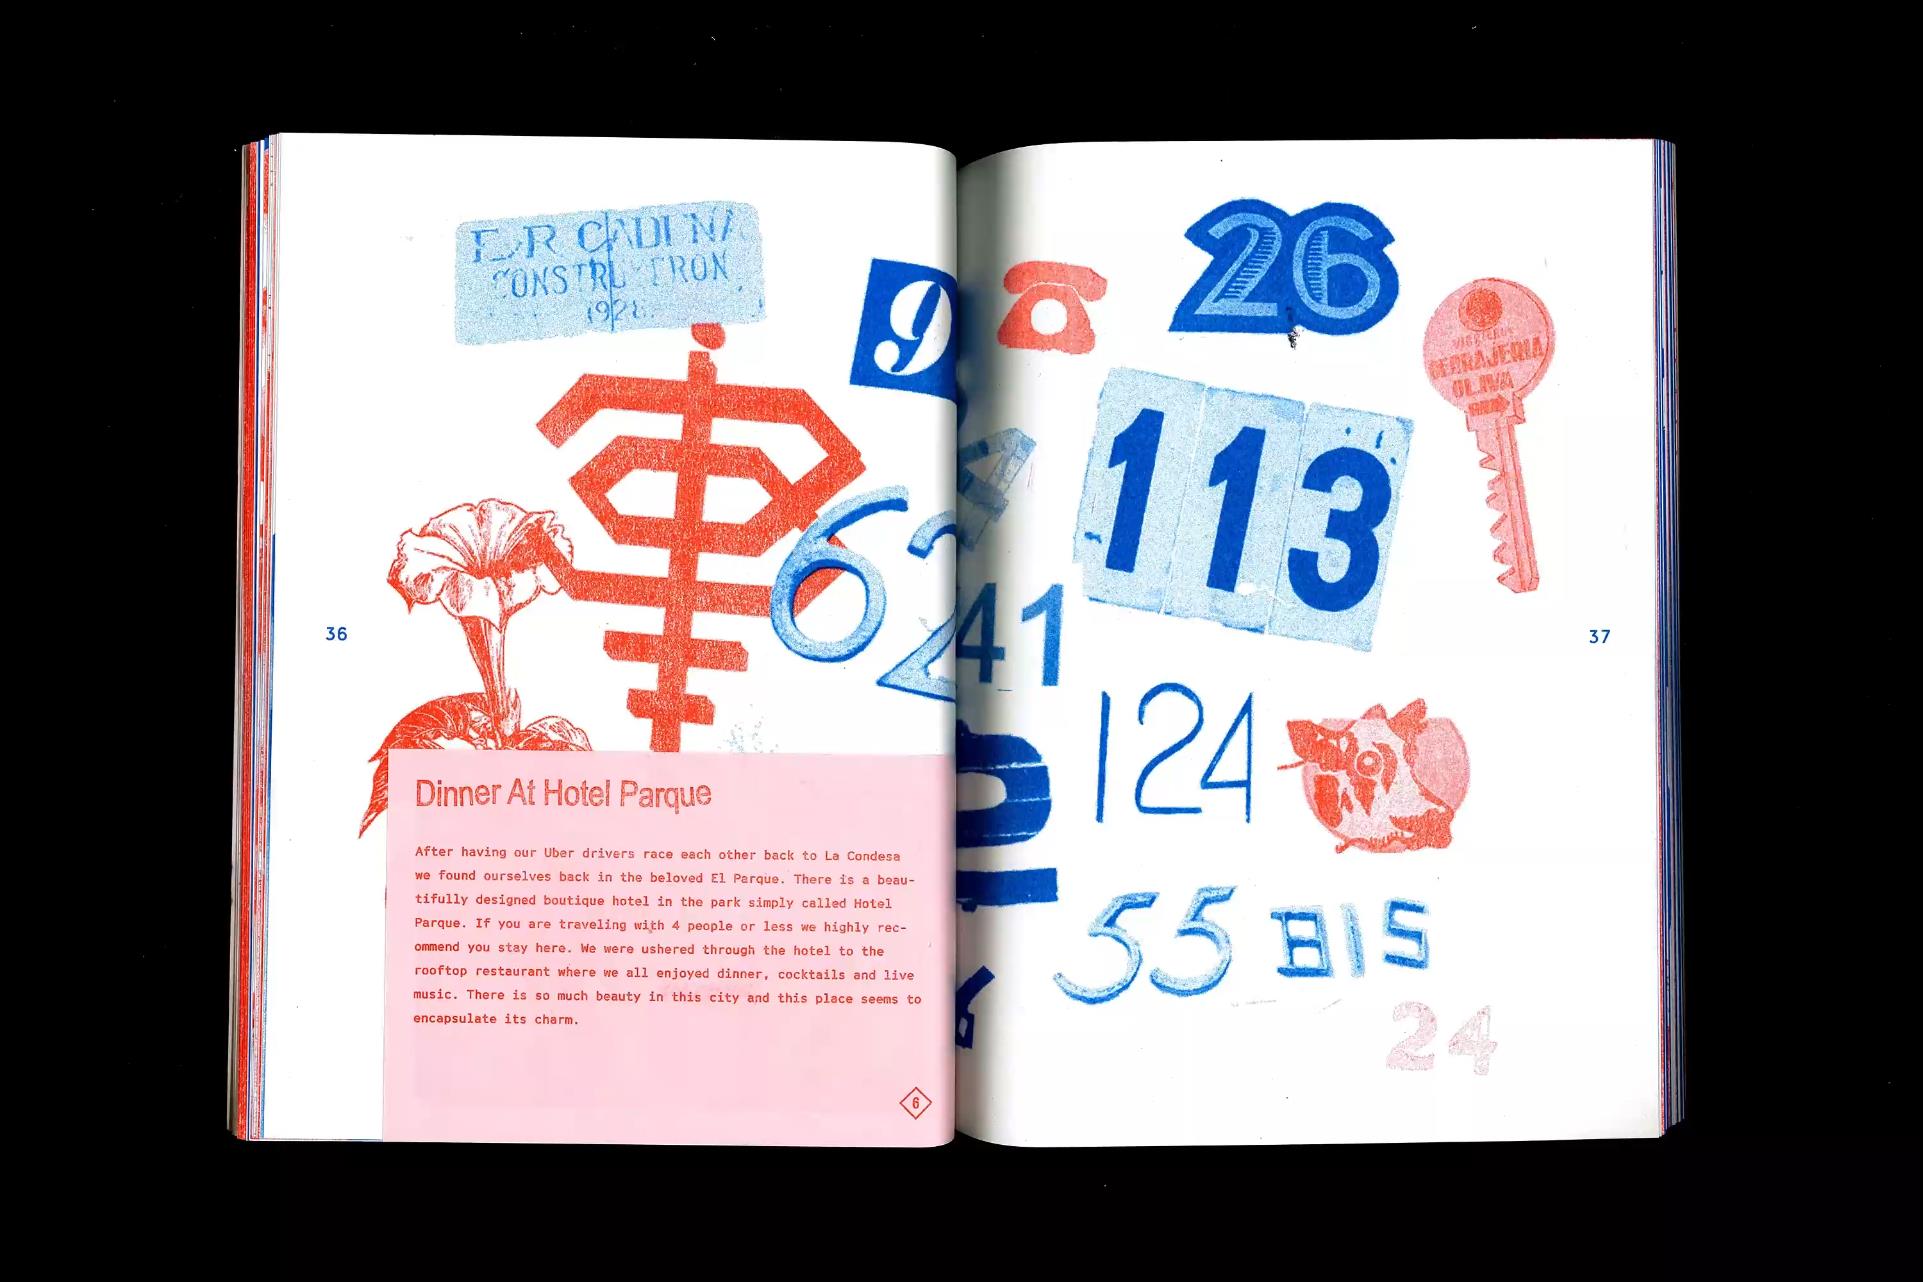 CONSTRU
192
9
26
SERRAJERIA
OLIVA
113
62
41
124
36
37
Dinner At Hotel Parque
After having our Uber drivers race each other back to La Condesa
we found ourselves back in the beloved El Parque. There is a beau-
tifully designed boutique hotel in the park simply called Hotel
Parque. If you are traveling with 4 people or less we highly rec-
ommend you stay here. We were ushered through the hotel to the
rooftop restaurant where we all enjoyed dinner, cocktails and live
music. There is so much beauty in this city and this place seems to
encapsulate its charm.
6
55 BIS
24